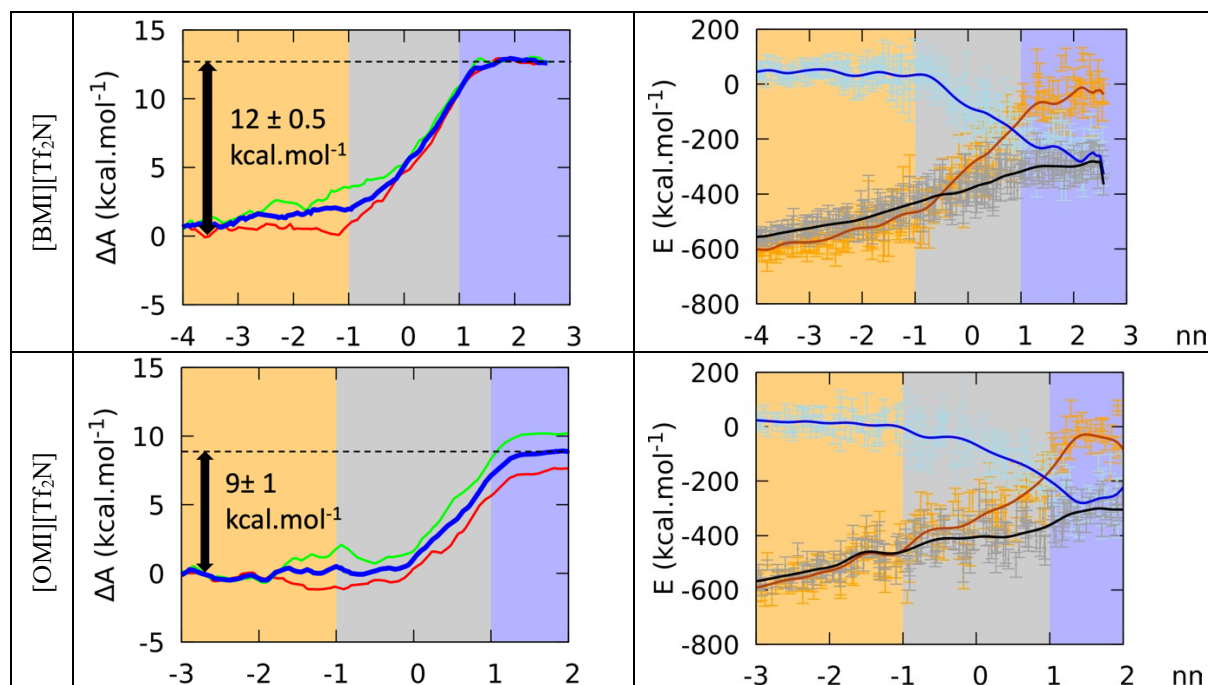 [BMI][Tf₂N]
ΔA (kcal.mol⁻¹)
15
10
5
0
-5
12 ± 0.5
kcal.mol⁻¹
-4 -3 -2 -1 0 1 2 3
E (kcal.mol⁻¹)
200
0
-200
-400
-600
-800
-4 -3 -2 -1 0 1 2 3 nn
[OMI][Tf₂N]
ΔA (kcal.mol⁻¹)
15
10
5
0
-5
9± 1
kcal.mol⁻¹
-3 -2 -1 0 1 2
E (kcal.mol⁻¹)
200
0
-200
-400
-600
-800
-3 -2 -1 0 1 2 nn